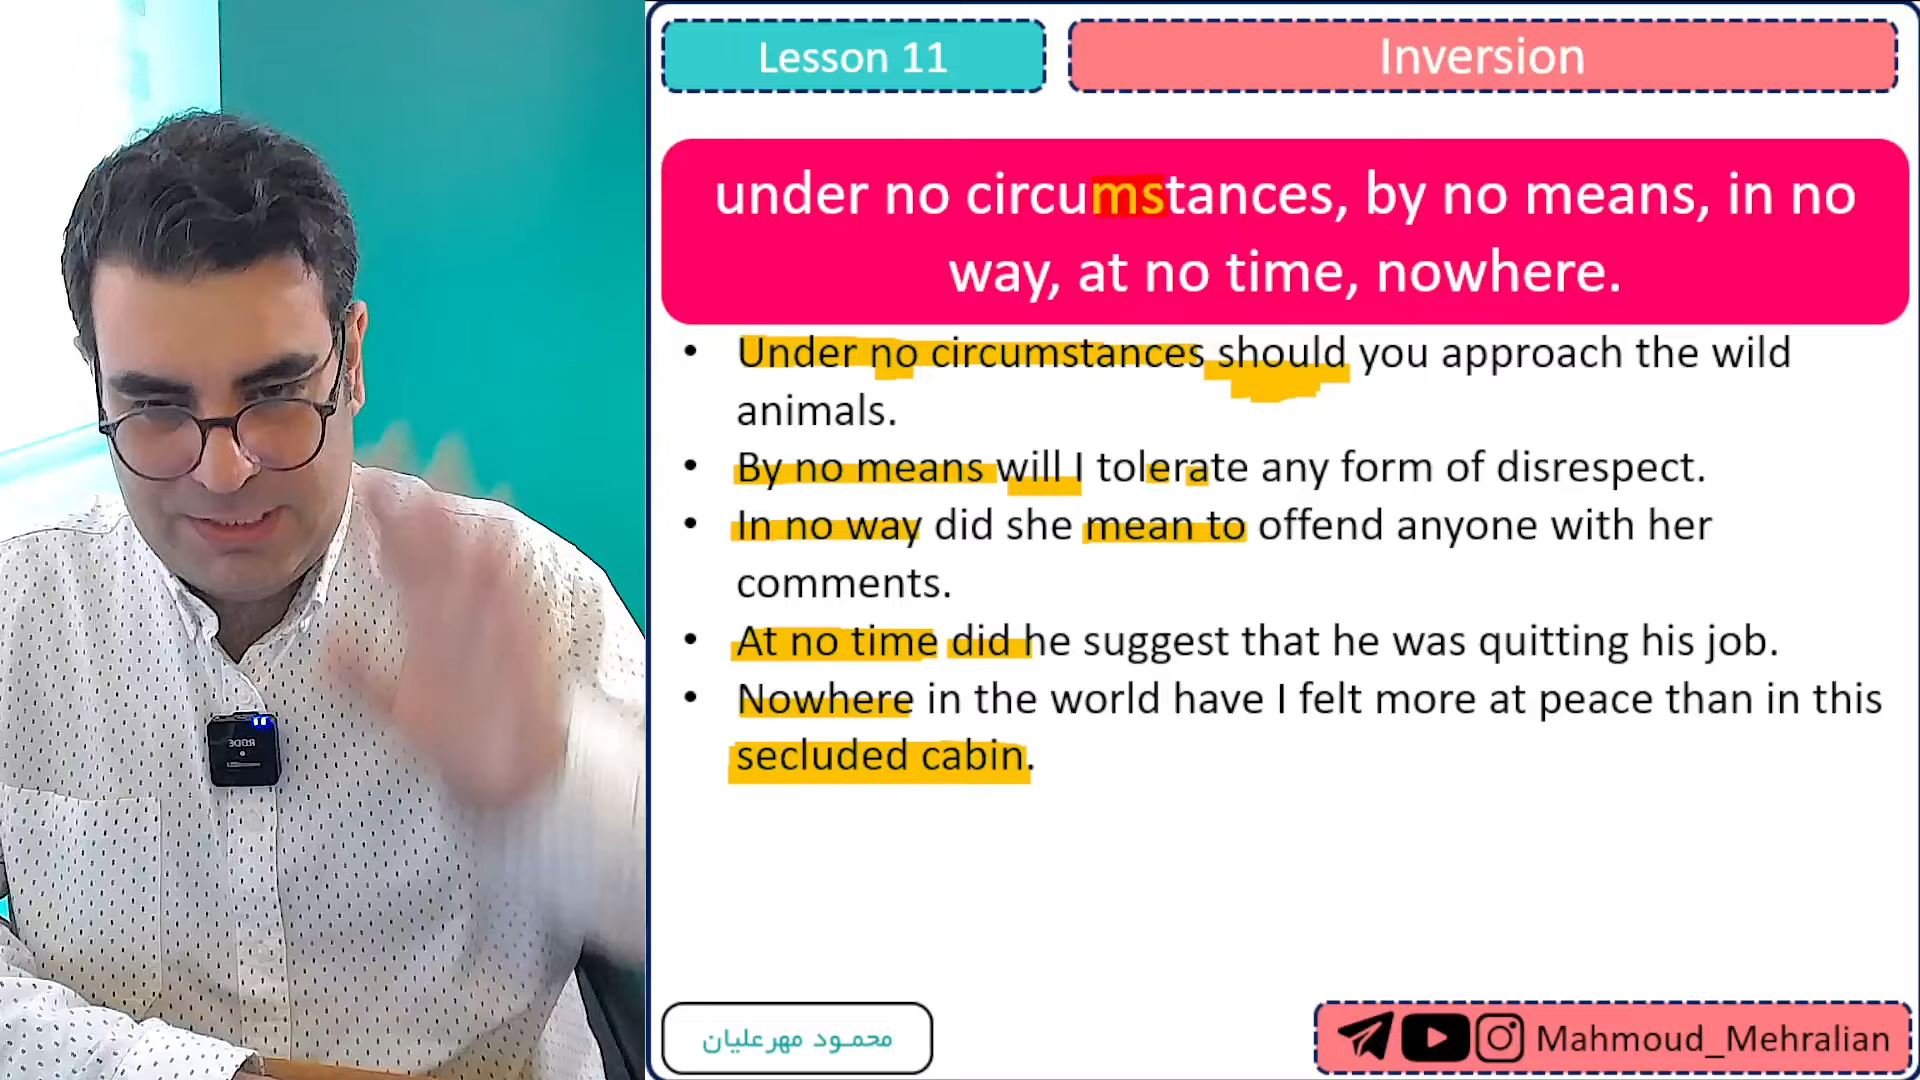 Lesson 11
Inversion
under no circumstances, by no means, in no
way, at no time, nowhere.
• Under no circumstances should you approach the wild
animals.
• By no means will I tolerate any form of disrespect.
• In no way did she mean to offend anyone with her
comments.
• At no time did he suggest that he was quitting his job.
• Nowhere in the world have I felt more at peace than in this
secluded cabin.
RODE
محمـود مهرعلیان
Mahmoud_Mehralian